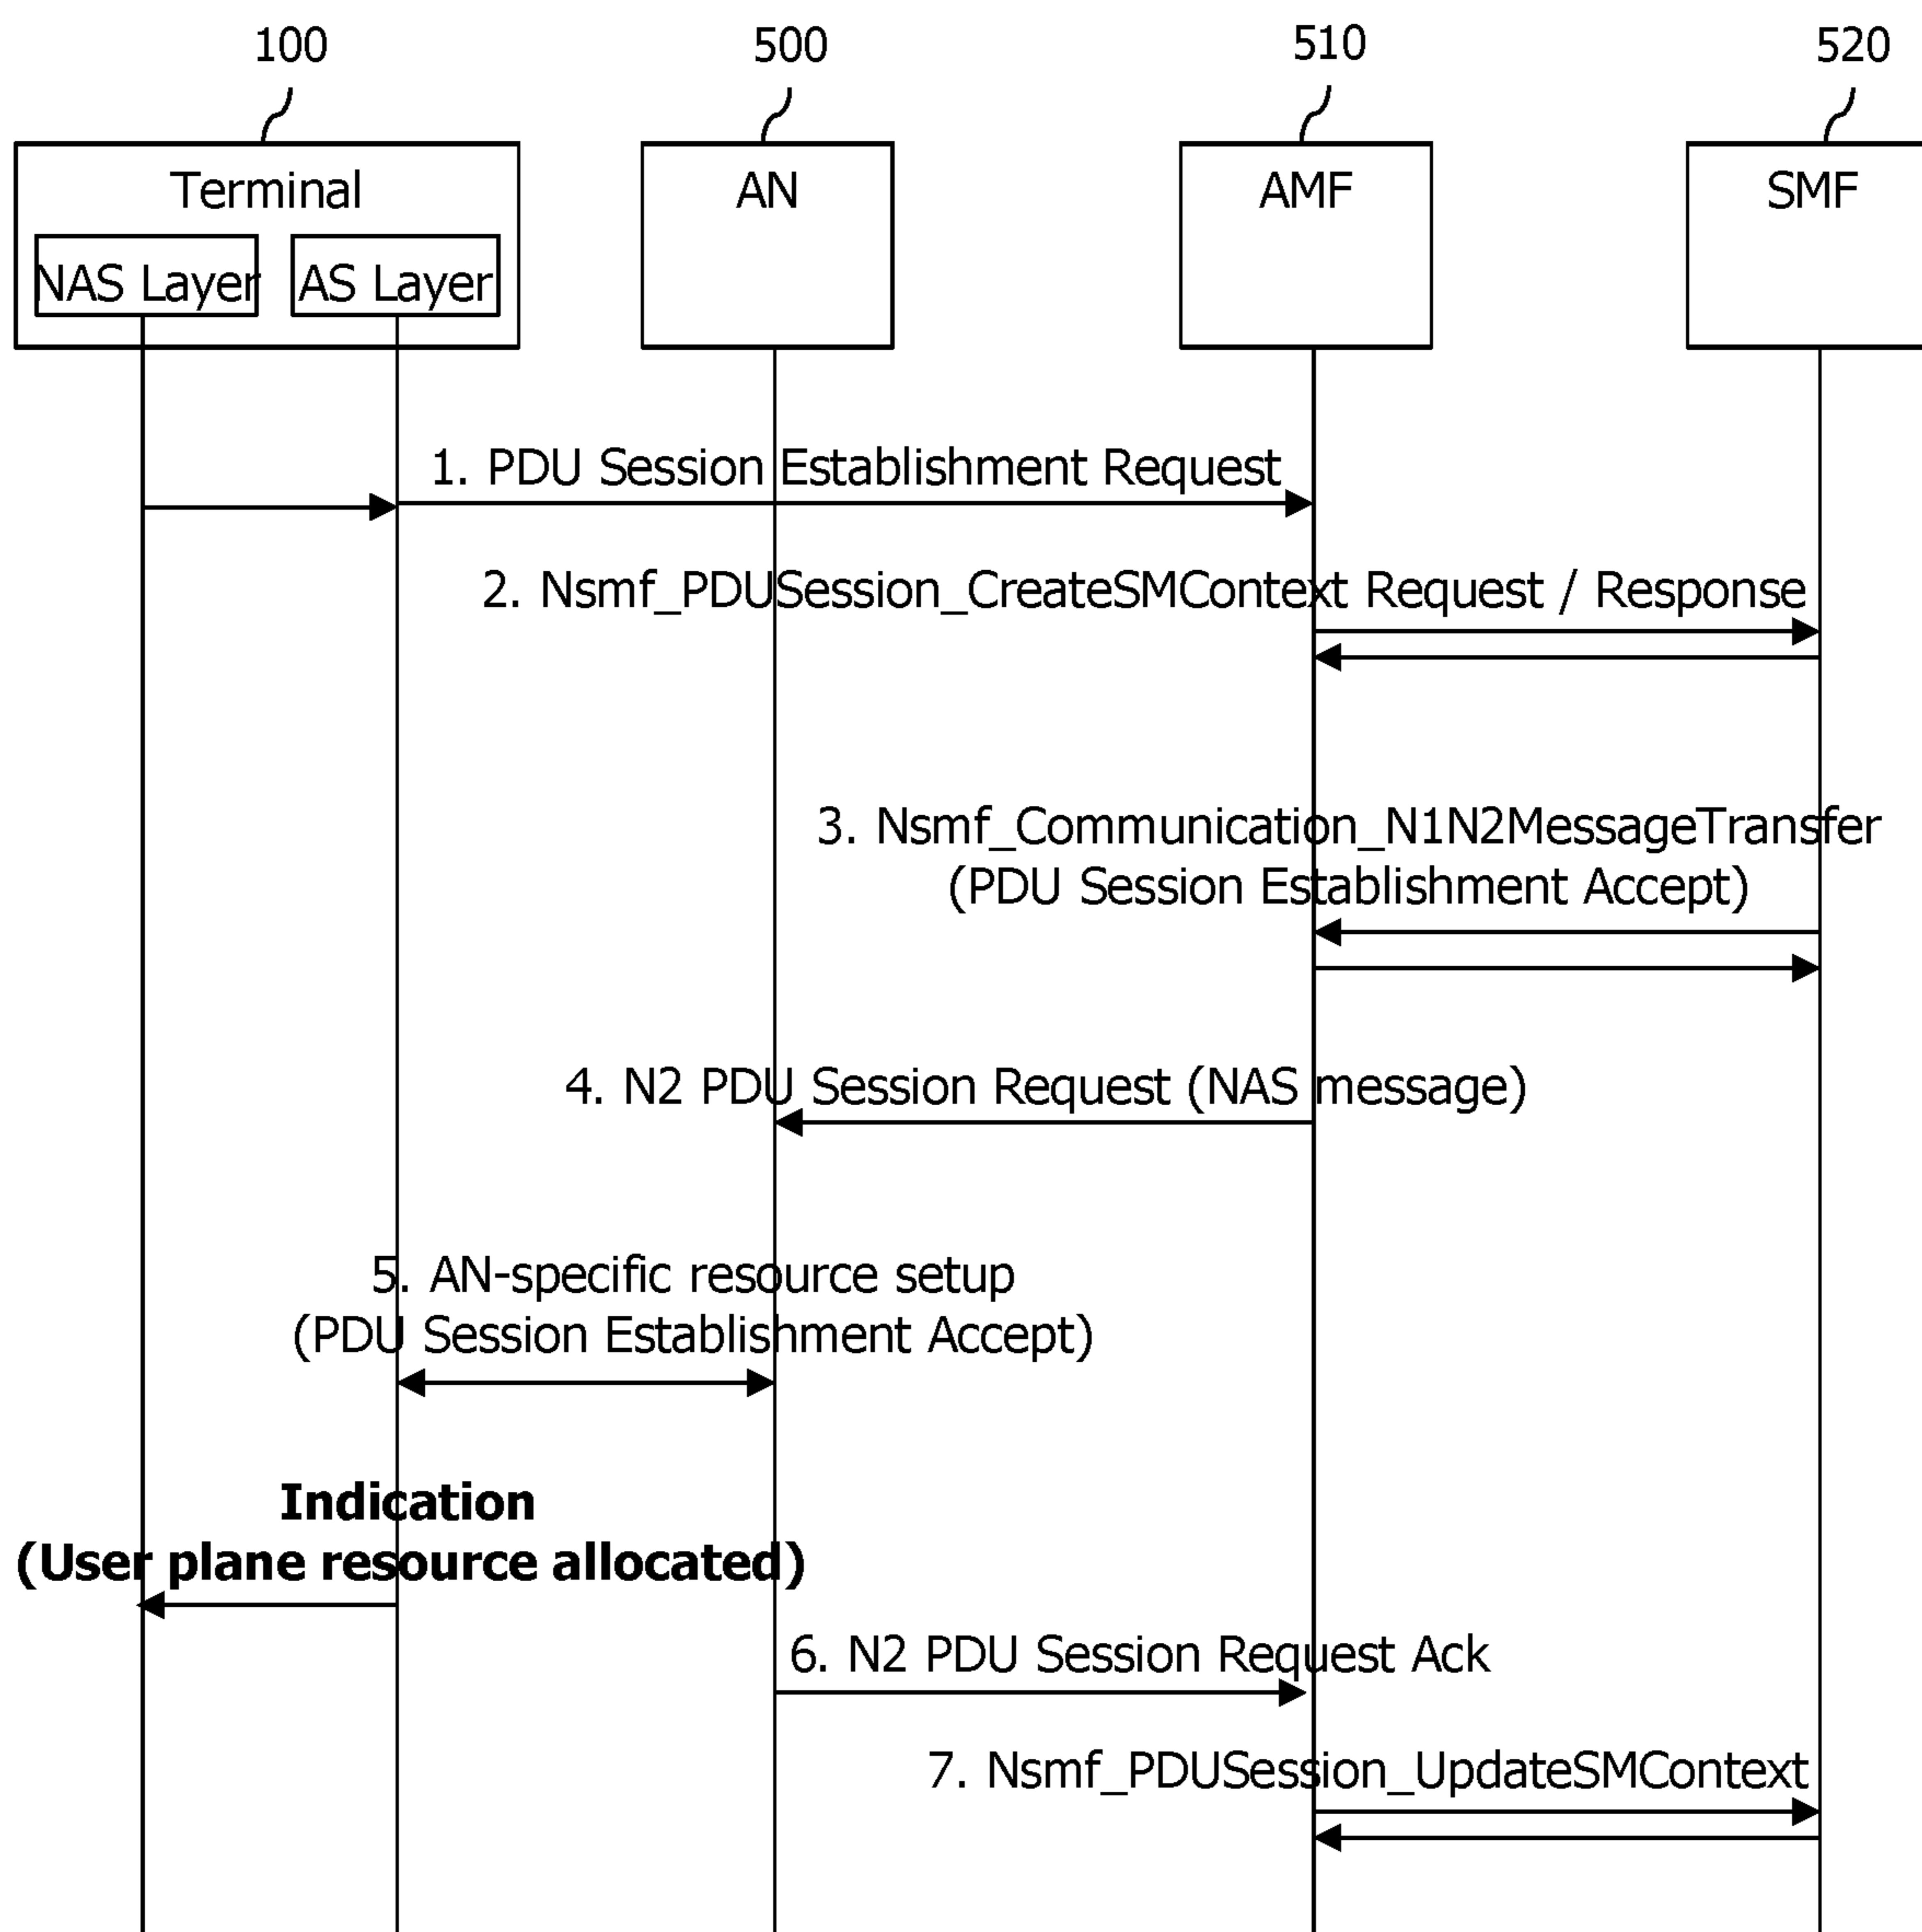 100
500
510
520
Terminal
AN
AMF
SMF
NAS Layer
AS Layer
1. PDU Session Establishment Request
2. Nsmf_PDUSession_CreateSMContext Request / Response
3. Nsmf_Communication_N1N2MessageTransfer
(PDU Session Establishment Accept)
4. N2 PDU Session Request (NAS message)
5. AN-specific resource setup
(PDU Session Establishment Accept)
Indication
(User plane resource allocated)
6. N2 PDU Session Request Ack
7. Nsmf_PDUSession_UpdateSMContext